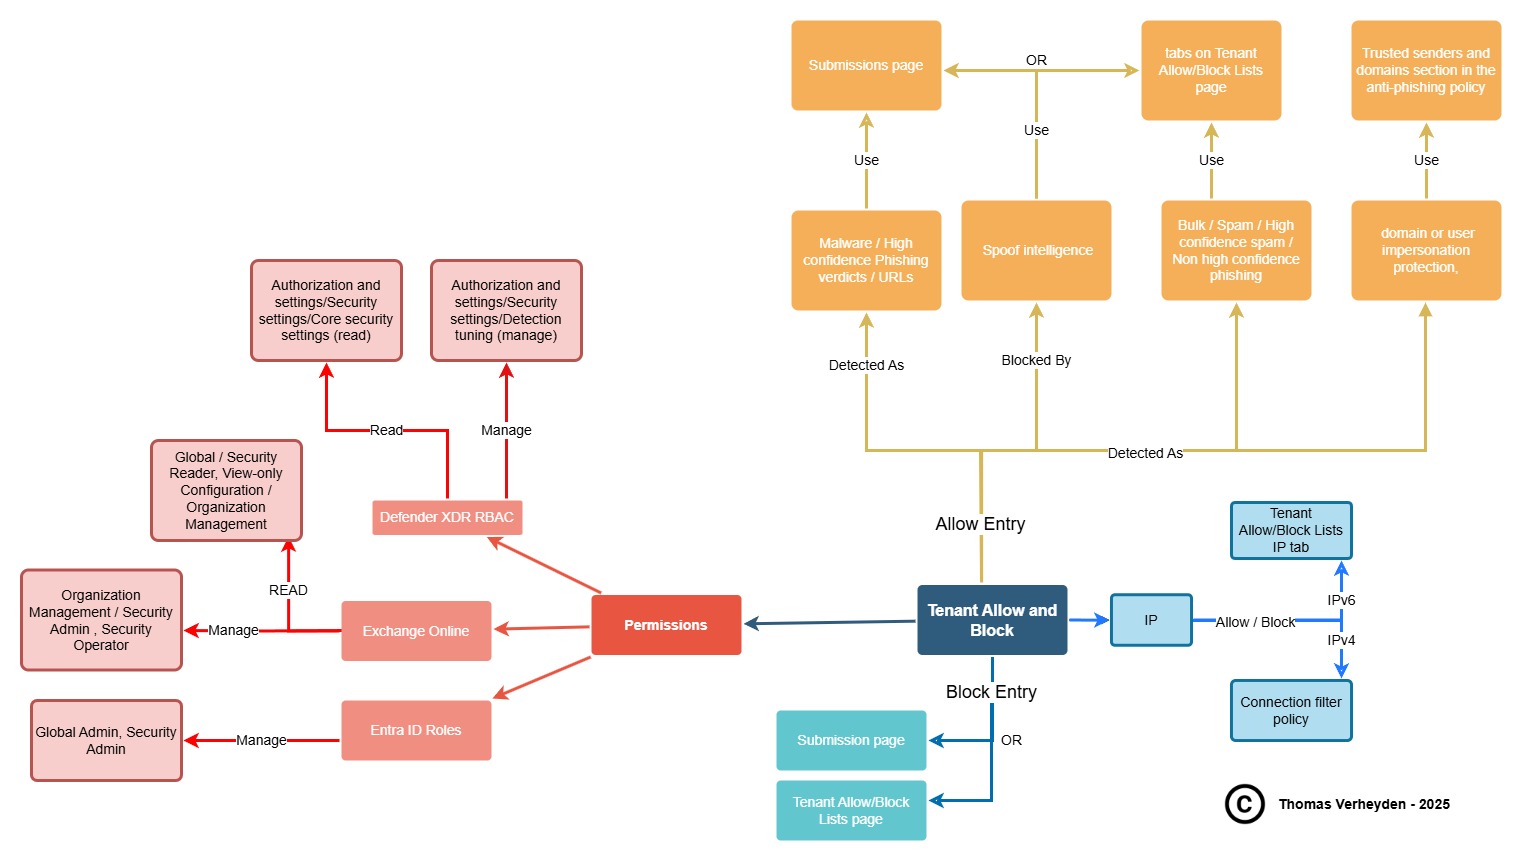 Submissions page
OR
tabs on Tenant
Allow/Block Lists
page
Trusted senders and
domains section in the
anti-phishing policy
Use
Use
Use
Use
Malware / High
confidence Phishing
verdicts / URLs
Spoof intelligence
Bulk / Spam / High
confidence spam /
Non high confidence
phishing
domain or user
impersonation
protection,
Detected As
Blocked By
Detected As
Allow Entry
Authorization and
settings/Security
settings/Core security
settings (read)
Authorization and
settings/Security
settings/Detection
tuning (manage)
Read
Manage
Global / Security
Reader, View-only
Configuration /
Organization
Management
Defender XDR RBAC
READ
Organization
Management / Security
Admin , Security
Operator
Manage
Exchange Online
Permissions
Global Admin, Security
Admin
Manage
Entra ID Roles
Tenant Allow and
Block
IP
Allow / Block
Tenant
Allow/Block Lists
IP tab
IPv6
IPv4
Connection filter
policy
Block Entry
Submission page
OR
Tenant Allow/Block
Lists page
© Thomas Verheyden - 2025